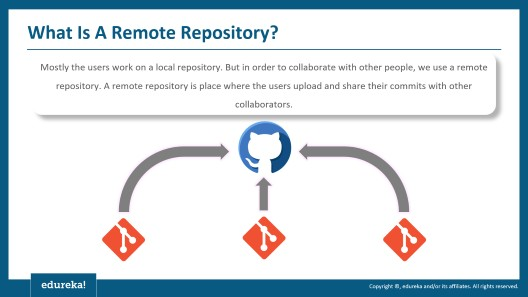 What Is A Remote Repository?
Mostly the users work on a local repository. But in order to collaborate with other people, we use a remote
repository. A remote repository is place where the users upload and share their commits with other
collaborators.
edureka!
Copyright ©, edureka and/or its affiliates. All rights reserved.